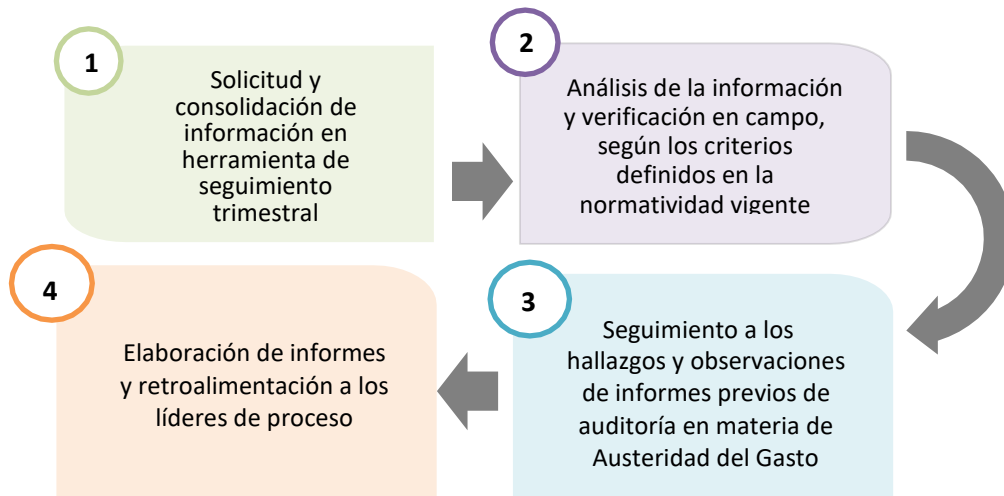 1
Solicitud y
consolidación de
información en
herramienta de
seguimiento
trimestral
2
Análisis de la información
y verificación en campo,
según los criterios
definidos en la
normatividad vigente
3
Seguimiento a los
hallazgos y observaciones
de informes previos de
auditoría en materia de
Austeridad del Gasto
4
Elaboración de informes
y retroalimentación a los
líderes de proceso